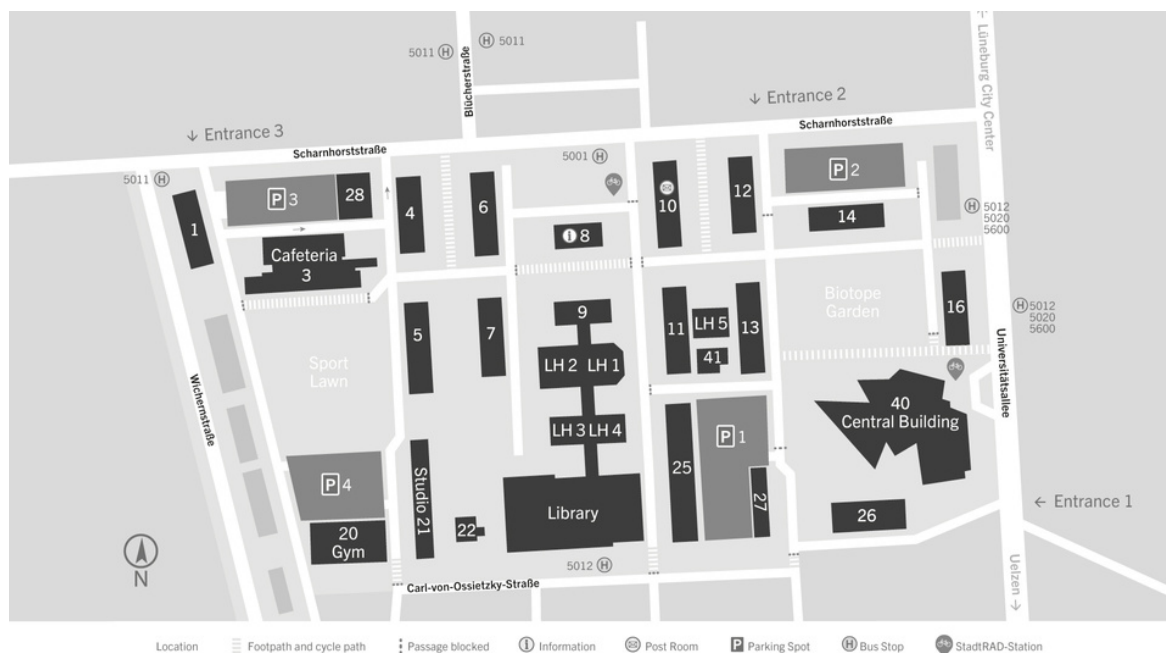 Lüneburg City Center
5011 H
H 5011
Blücherstraße
Entrance 2
Entrance 3
Scharnhorststraße
Scharnhorststraße
5001 H
5011 H
P 3
28
4
6
10
12
P 2
1
14
H 5012
5020
5600
i 8
Cafeteria
3
Biotope
Garden
16
H 5012
5020
5600
5
7
9
11
LH 5
13
41
LH 2
LH 1
Sport
Lawn
Universitätsallee
Wichernstraße
40
Central Building
LH 3
LH 4
P 1
25
27
P 4
Studio 21
Library
22
26
20
Gym
Entrance 1
N
5012 H
Carl-von-Ossietzky-Straße
Uelzen
Location
Footpath and cycle path
Passage blocked
i Information
Post Room
P Parking Spot
H Bus Stop
StadtRAD-Station